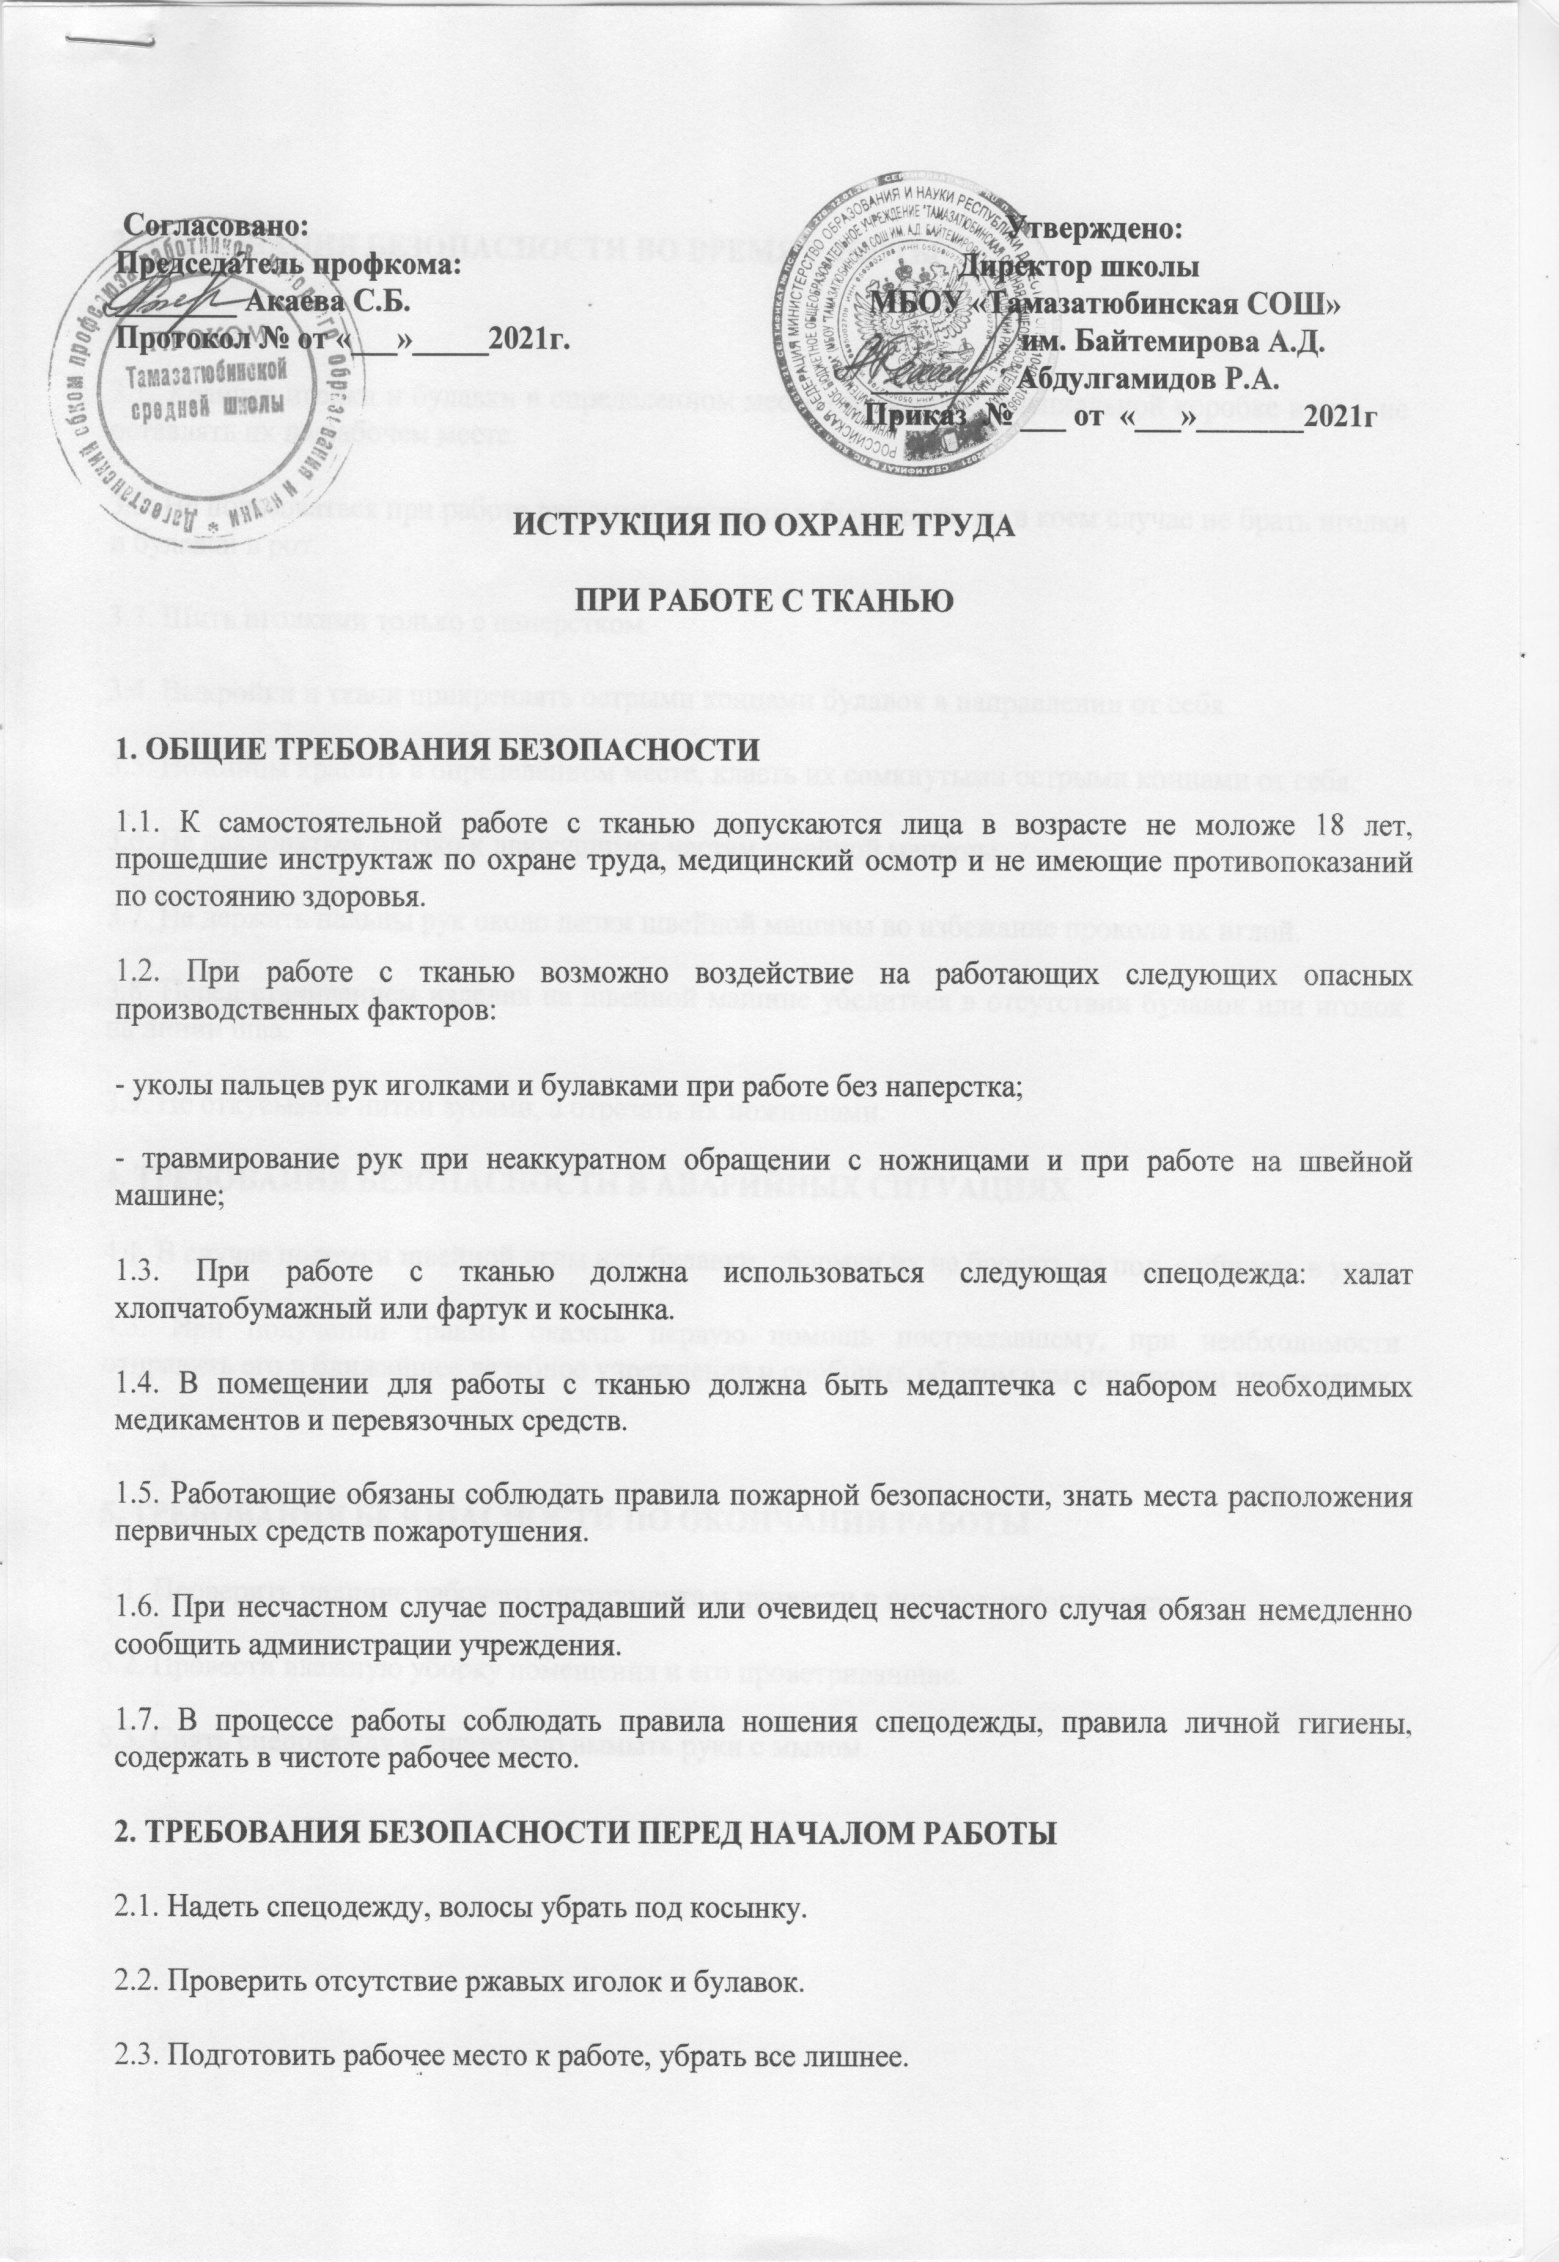 Согласовано:
Председатель профкома:
________ Акаева С.Б.
Протокол № от «___»_____2021г.
Утверждено:
Директор школы
МБОУ «Тамазатюбинская СОШ»
им. Байтемирова А.Д.
Абдулгамидов Р.А.
Приказ № ___ от «___»_______2021г
Тамазатюбинской
средней школы
ИСТРУКЦИЯ ПО ОХРАНЕ ТРУДА
ПРИ РАБОТЕ С ТКАНЬЮ
1. ОБЩИЕ ТРЕБОВАНИЯ БЕЗОПАСНОСТИ
1.1. К самостоятельной работе с тканью допускаются лица в возрасте не моложе 18 лет,
прошедшие инструктаж по охране труда, медицинский осмотр и не имеющие противопоказаний
по состоянию здоровья.
1.2. При работе с тканью возможно воздействие на работающих следующих опасных
производственных факторов:
- уколы пальцев рук иголками и булавками при работе без наперстка;
- травмирование рук при неаккуратном обращении с ножницами и при работе на швейной
машине;
1.3. При работе с тканью должна использоваться следующая спецодежда: халат
хлопчатобумажный или фартук и косынка.
1.4. В помещении для работы с тканью должна быть медаптечка с набором необходимых
медикаментов и перевязочных средств.
1.5. Работающие обязаны соблюдать правила пожарной безопасности, знать места расположения
первичных средств пожаротушения.
1.6. При несчастном случае пострадавший или очевидец несчастного случая обязан немедленно
сообщить администрации учреждения.
1.7. В процессе работы соблюдать правила ношения спецодежды, правила личной гигиены,
содержать в чистоте рабочее место.
2. ТРЕБОВАНИЯ БЕЗОПАСНОСТИ ПЕРЕД НАЧАЛОМ РАБОТЫ
2.1. Надеть спецодежду, волосы убрать под косынку.
2.2. Проверить отсутствие ржавых иголок и булавок.
2.3. Подготовить рабочее место к работе, убрать все лишнее.